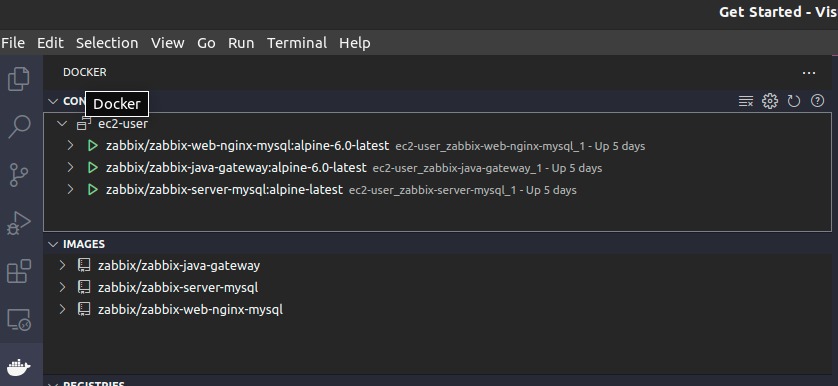 Get Started - Vis
File Edit Selection View Go Run Terminal Help
DOCKER
CON
Docker
ec2-user
zabbix/zabbix-web-nginx-mysql:alpine-6.0-latest ec2-user_zabbix-web-nginx-mysql_1 - Up 5 days
zabbix/zabbix-java-gateway:alpine-6.0-latest ec2-user_zabbix-java-gateway_1 - Up 5 days
zabbix/zabbix-server-mysql:alpine-latest ec2-user_zabbix-server-mysql_1 - Up 5 days
IMAGES
zabbix/zabbix-java-gateway
zabbix/zabbix-server-mysql
zabbix/zabbix-web-nginx-mysql
REGISTRIES